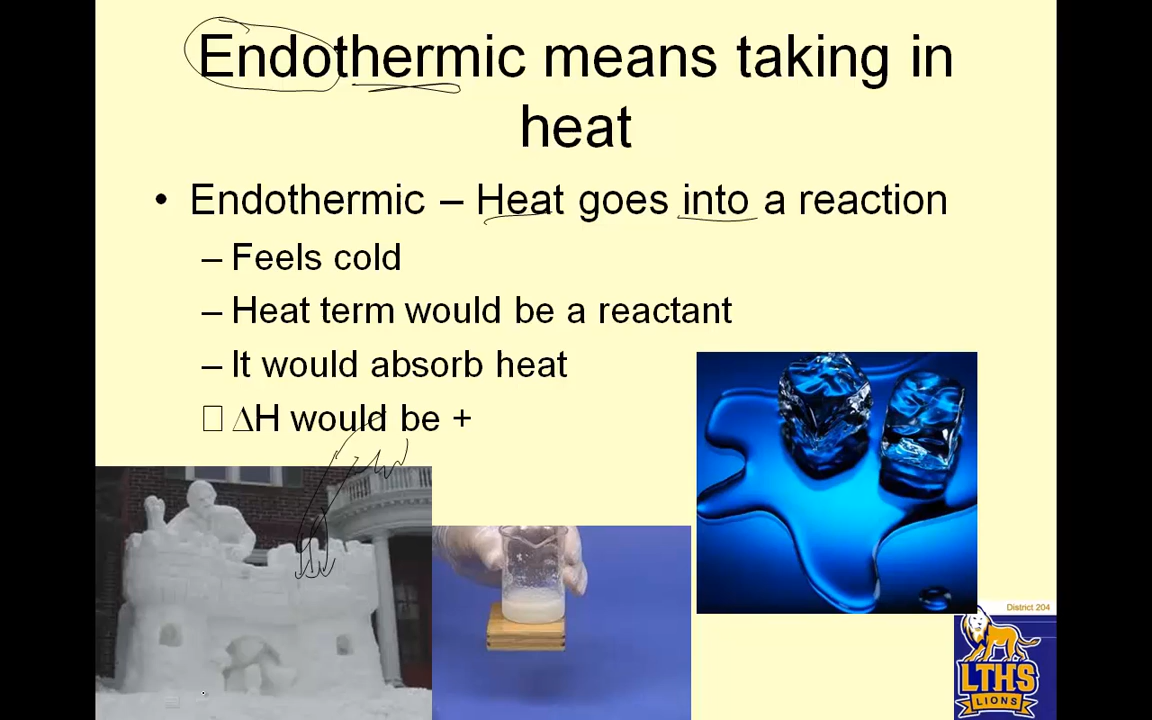 Endothermic means taking in
heat
• Endothermic – Heat goes into a reaction
– Feels cold
– Heat term would be a reactant
– It would absorb heat
□ ΔH would be +
District 204
LTHS
LIONS